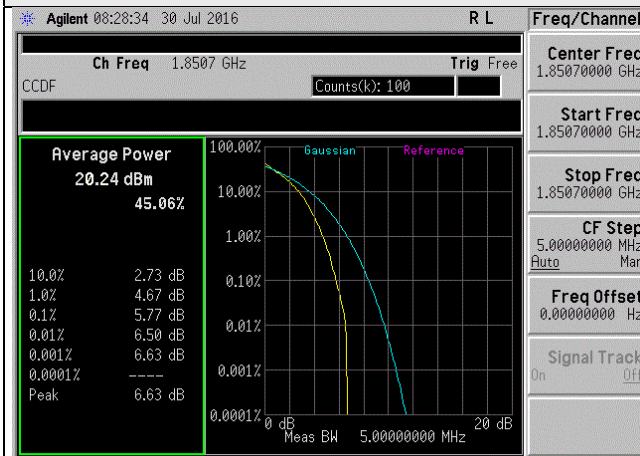 Agilent 08:28:34 30 Jul 2016 R L
Ch Freq 1.8507 GHz Trig Free
CCDF
Counts(k): 100
Average Power
20.24 dBm
45.06%
10.0% 2.73 dB
1.0% 4.67 dB
0.1% 5.77 dB
0.01% 6.50 dB
0.001% 6.63 dB
0.0001% ----
Peak 6.63 dB
Gaussian Reference
100.00%
10.00%
1.00%
0.10%
0.01%
0.001%
0.0001%
0 dB 20 dB
Meas BW 5.00000000 MHz
Freq/Channel
Center Freq
1.85070000 GHz
Start Freq
1.85070000 GHz
Stop Freq
1.85070000 GHz
CF Step
5.00000000 MHz
Auto Man
Freq Offset
0.00000000 Hz
Signal Track
On Off